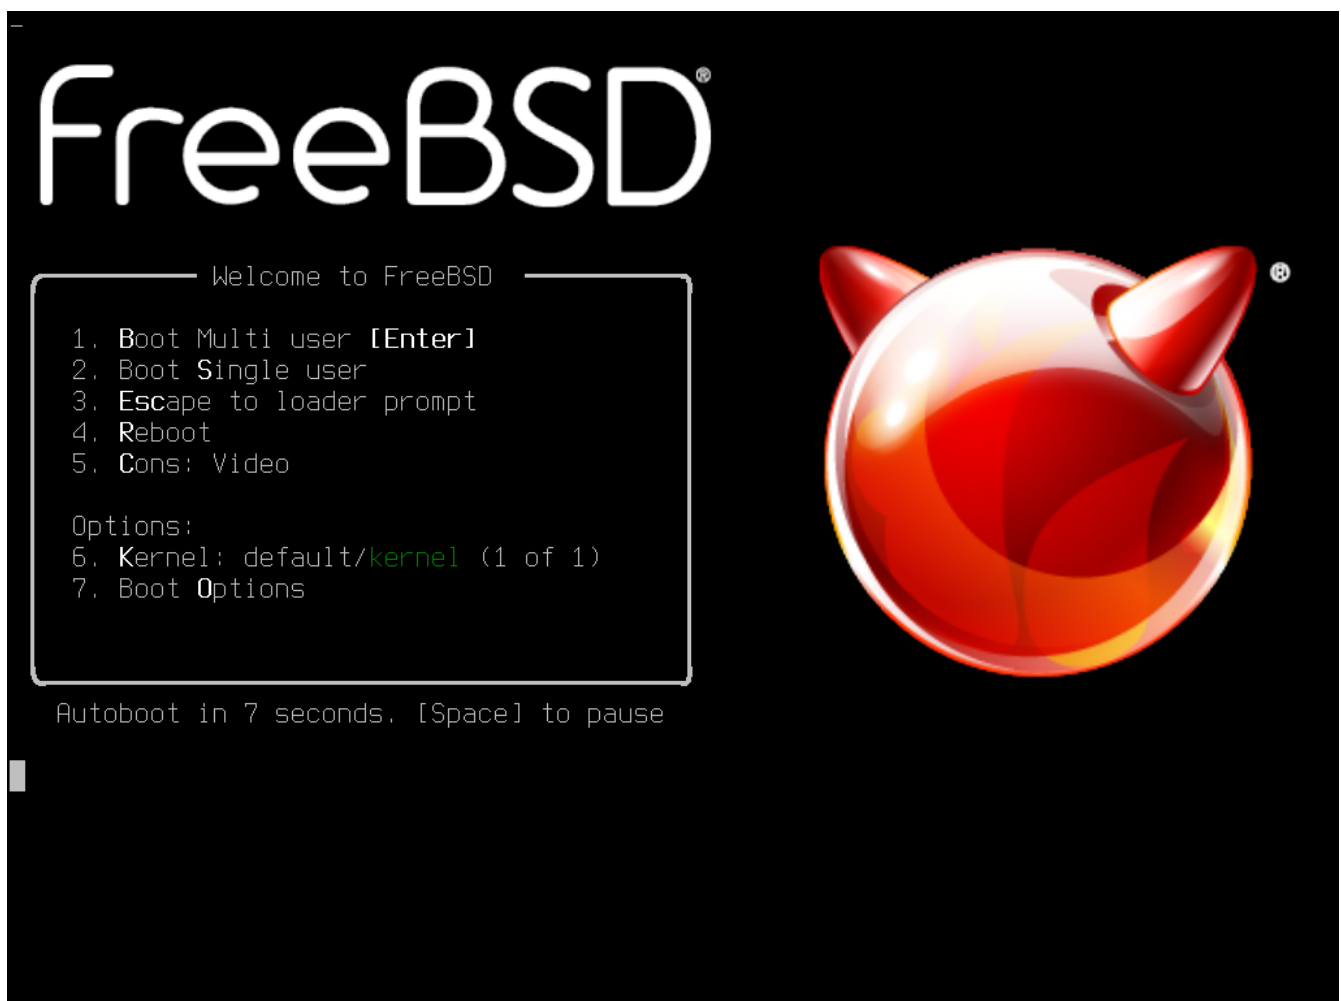 FreeBSD®
Welcome to FreeBSD
1. Boot Multi user [Enter]
2. Boot Single user
3. Escape to loader prompt
4. Reboot
5. Cons: Video
Options:
6. Kernel: default/kernel (1 of 1)
7. Boot Options
Autoboot in 7 seconds. [Space] to pause
®